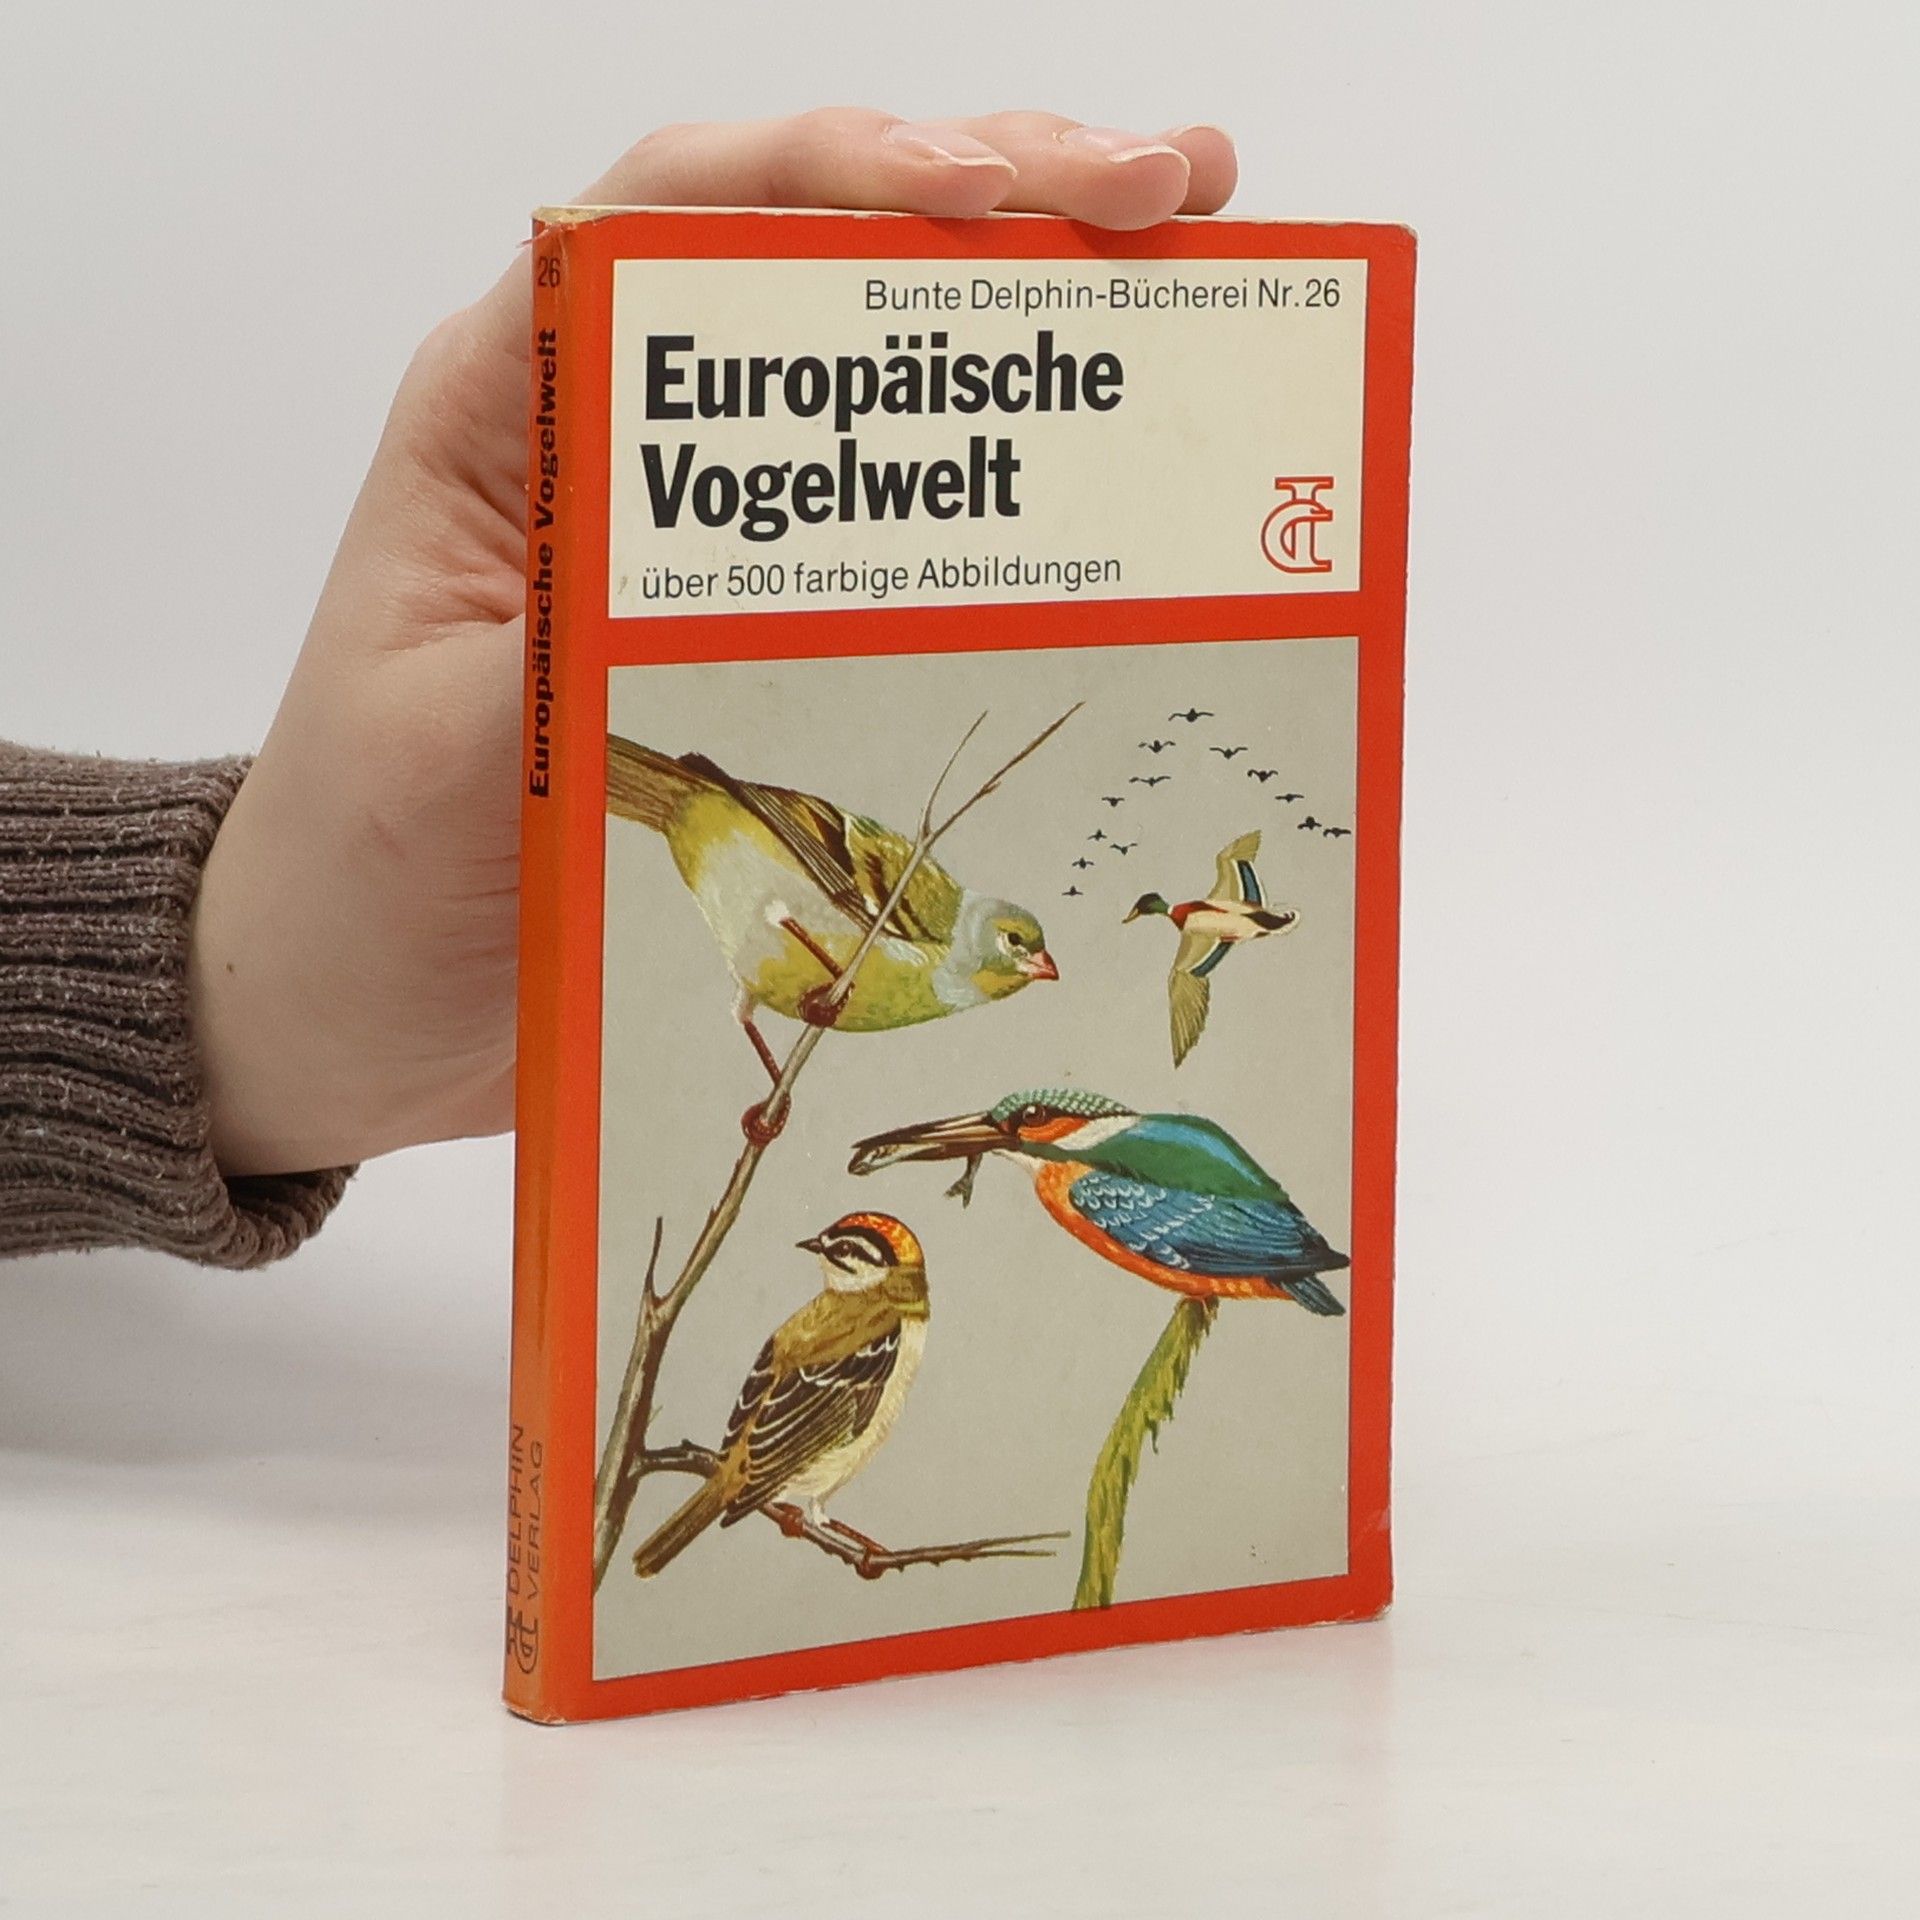 Bunte Delphin-Bücherei Nr. 26
Europäische
Vogelwelt
über 500 farbige Abbildungen
26
Europäische Vogelwelt
DELPHIN
VERLAG